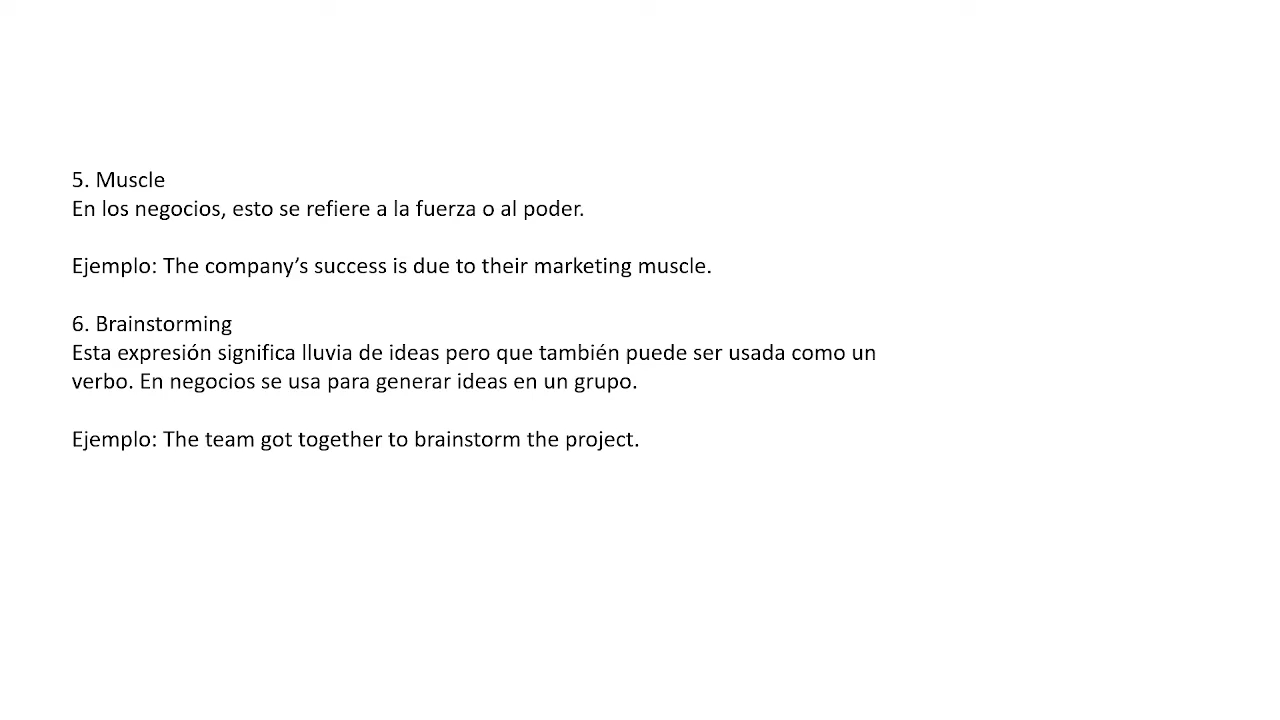 5. Muscle
En los negocios, esto se refiere a la fuerza o al poder.
Ejemplo: The company’s success is due to their marketing muscle.
6. Brainstorming
Esta expresión significa lluvia de ideas pero que también puede ser usada como un
verbo. En negocios se usa para generar ideas en un grupo.
Ejemplo: The team got together to brainstorm the project.